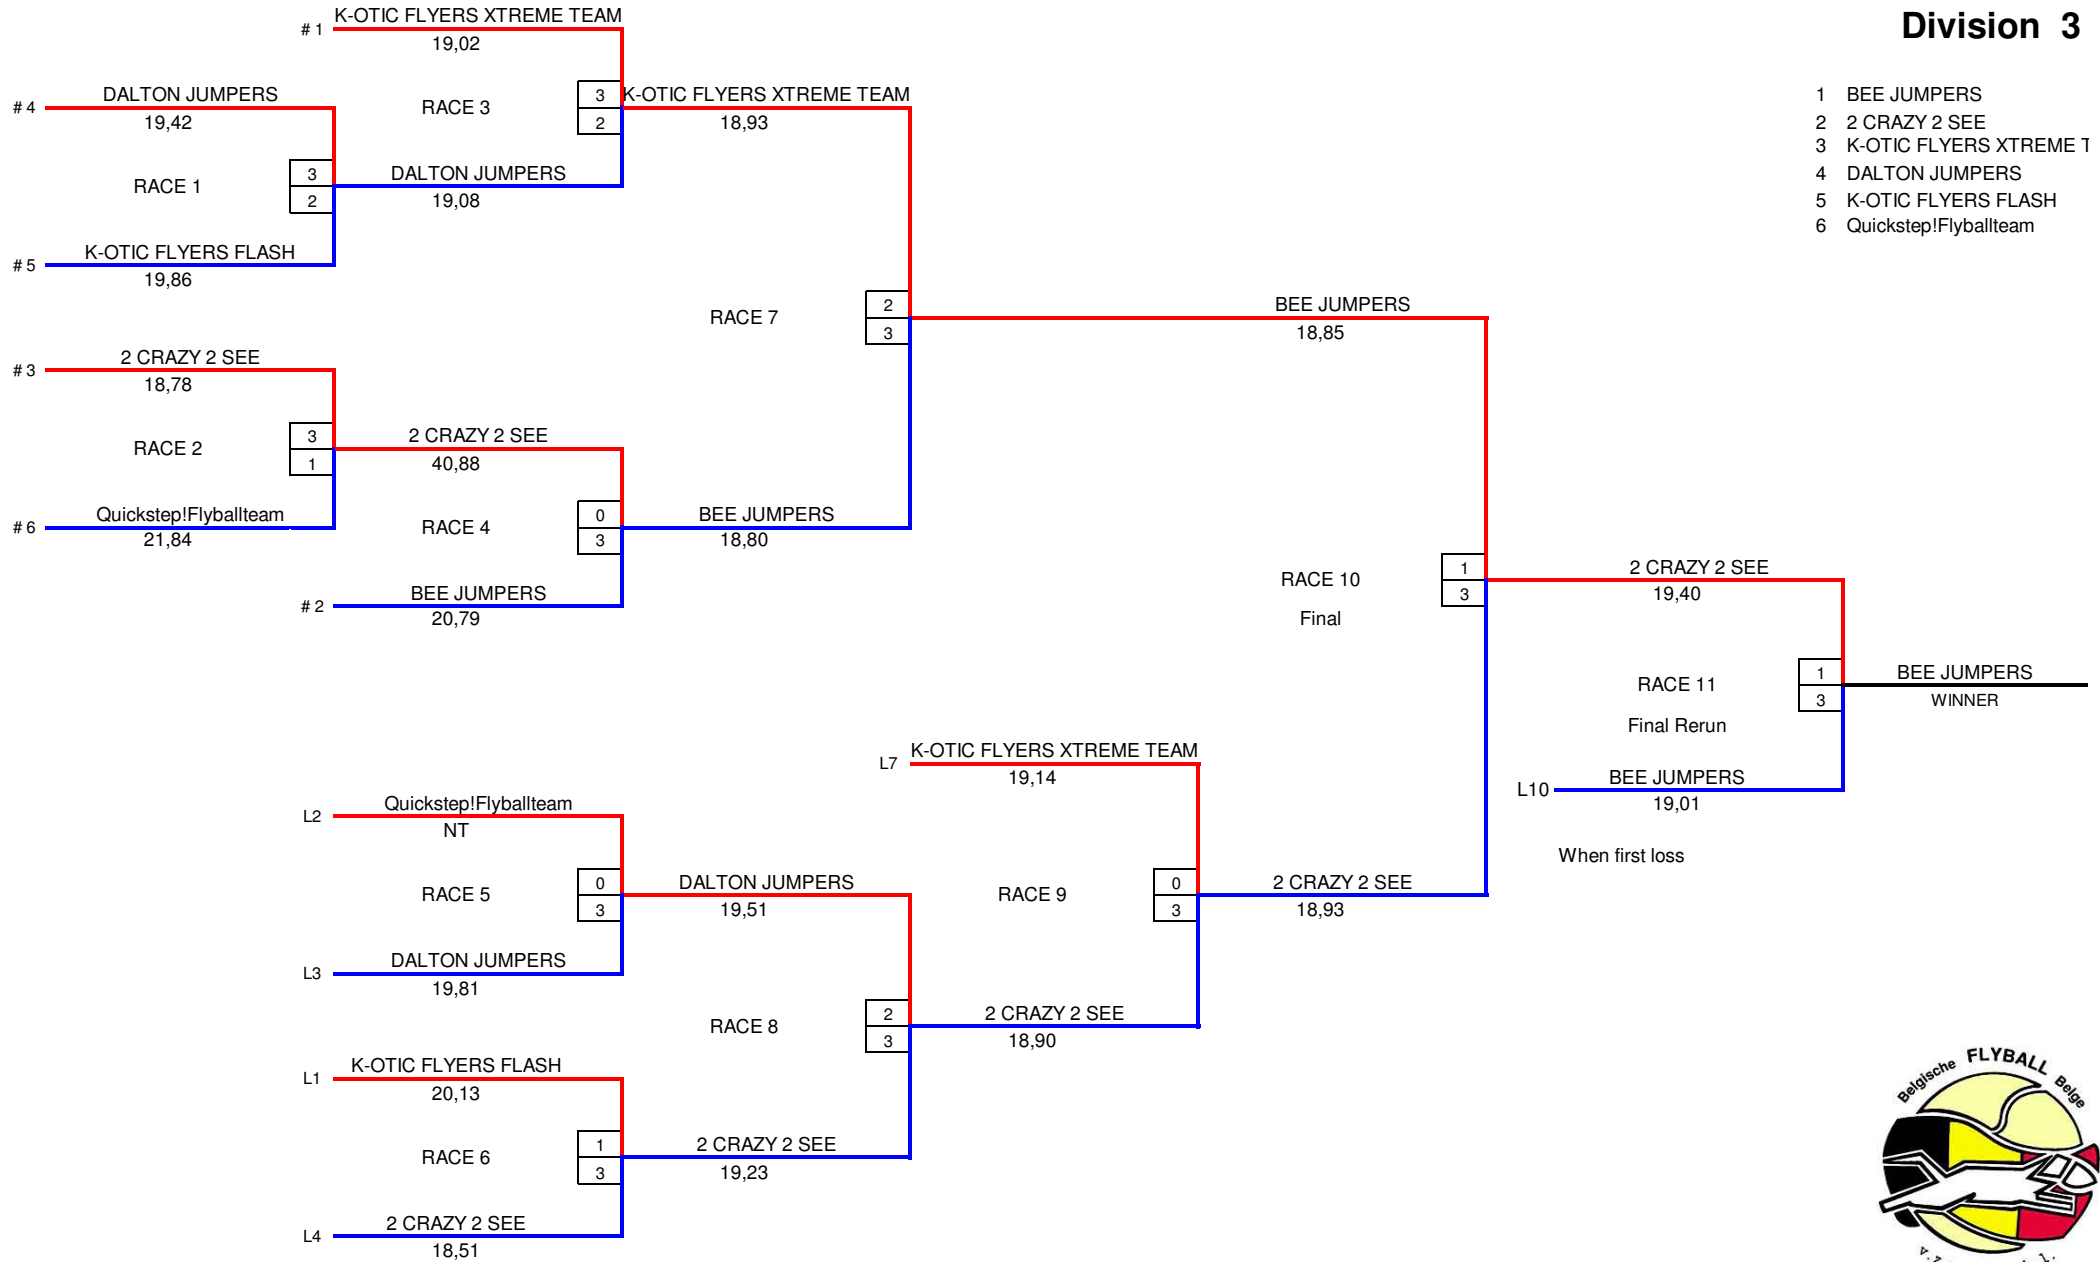 Division 3
1 BEE JUMPERS
2 2 CRAZY 2 SEE
3 K-OTIC FLYERS XTREME T
4 DALTON JUMPERS
5 K-OTIC FLYERS FLASH
6 Quickstep!Flyballteam
# 1 K-OTIC FLYERS XTREME TEAM
19,02
RACE 3
3
2
# 4 DALTON JUMPERS
19,42
RACE 1
3
2
DALTON JUMPERS
19,08
# 5 K-OTIC FLYERS FLASH
19,86
K-OTIC FLYERS XTREME TEAM
18,93
RACE 7
2
3
# 3 2 CRAZY 2 SEE
18,78
RACE 2
3
1
# 6 Quickstep!Flyballteam
21,84
2 CRAZY 2 SEE
40,88
RACE 4
0
3
# 2 BEE JUMPERS
20,79
BEE JUMPERS
18,80
BEE JUMPERS
18,85
RACE 10
1
3
Final
2 CRAZY 2 SEE
19,40
RACE 11
1
3
Final Rerun
BEE JUMPERS
WINNER
L10 BEE JUMPERS
19,01
When first loss
L7 K-OTIC FLYERS XTREME TEAM
19,14
RACE 9
0
3
2 CRAZY 2 SEE
18,93
L2 Quickstep!Flyballteam
NT
RACE 5
0
3
L3 DALTON JUMPERS
19,81
DALTON JUMPERS
19,51
RACE 8
2
3
2 CRAZY 2 SEE
18,90
L1 K-OTIC FLYERS FLASH
20,13
RACE 6
1
3
L4 2 CRAZY 2 SEE
18,51
2 CRAZY 2 SEE
19,23
Belgische FLYBALL Belge